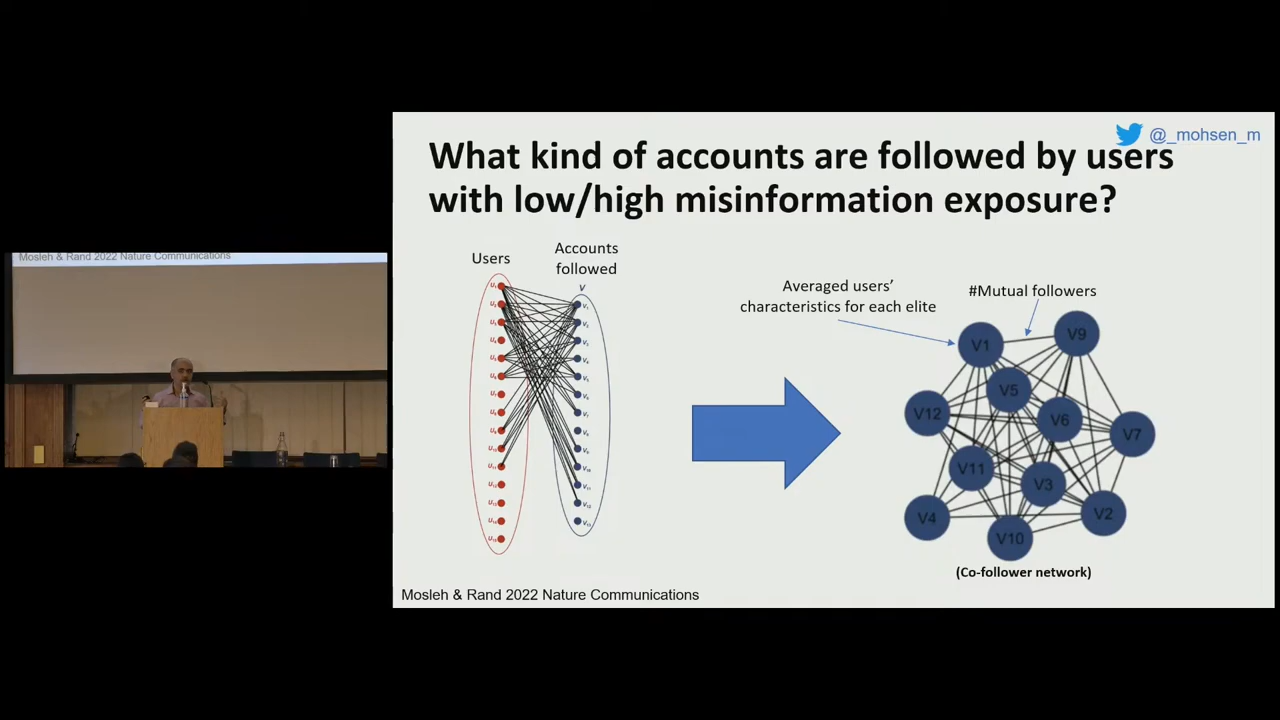 @_mohsen_m
What kind of accounts are followed by users
with low/high misinformation exposure?
Users
Accounts
followed
V
Averaged users'
characteristics for each elite
#Mutual followers
V1
V9
V5
V12
V6
V7
V11
V3
V4
V2
V10
(Co-follower network)
Mosleh & Rand 2022 Nature Communications
Mosleh & Rand 2022 Nature Communications